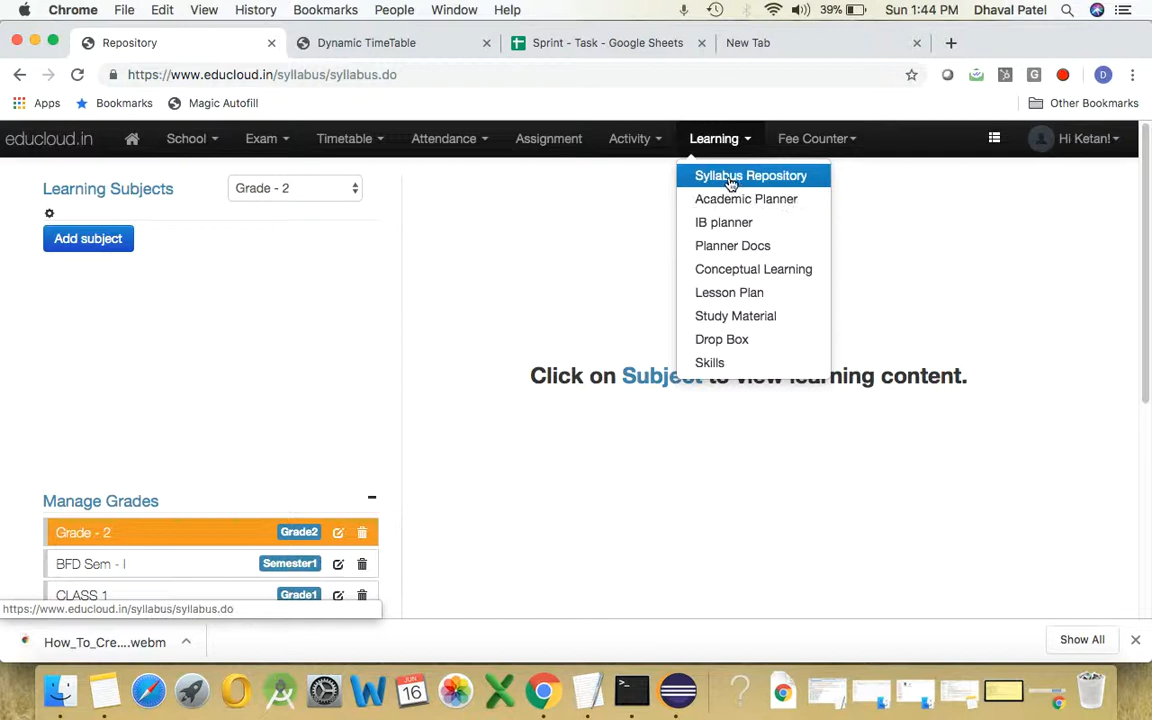 Chrome File Edit View History Bookmarks People Window Help 39% Sun 1:44 PM Dhaval Patel
Repository Dynamic TimeTable Sprint - Task - Google Sheets New Tab
https://www.educloud.in/syllabus/syllabus.do D
Apps Bookmarks Magic Autofill Other Bookmarks
educloud.in School Exam Timetable Attendance Assignment Activity Learning Fee Counter Hi Ketan!
Learning Subjects Grade - 2
Add subject
Syllabus Repository
Academic Planner
IB planner
Planner Docs
Conceptual Learning
Lesson Plan
Study Material
Drop Box
Skills
Click on Subject to view learning content.
Manage Grades
Grade - 2 Grade2
BFD Sem - I Semester1
CLASS 1 Grade1
https://www.educloud.in/syllabus/syllabus.do
How_To_Cre....webm Show All
JUN
16